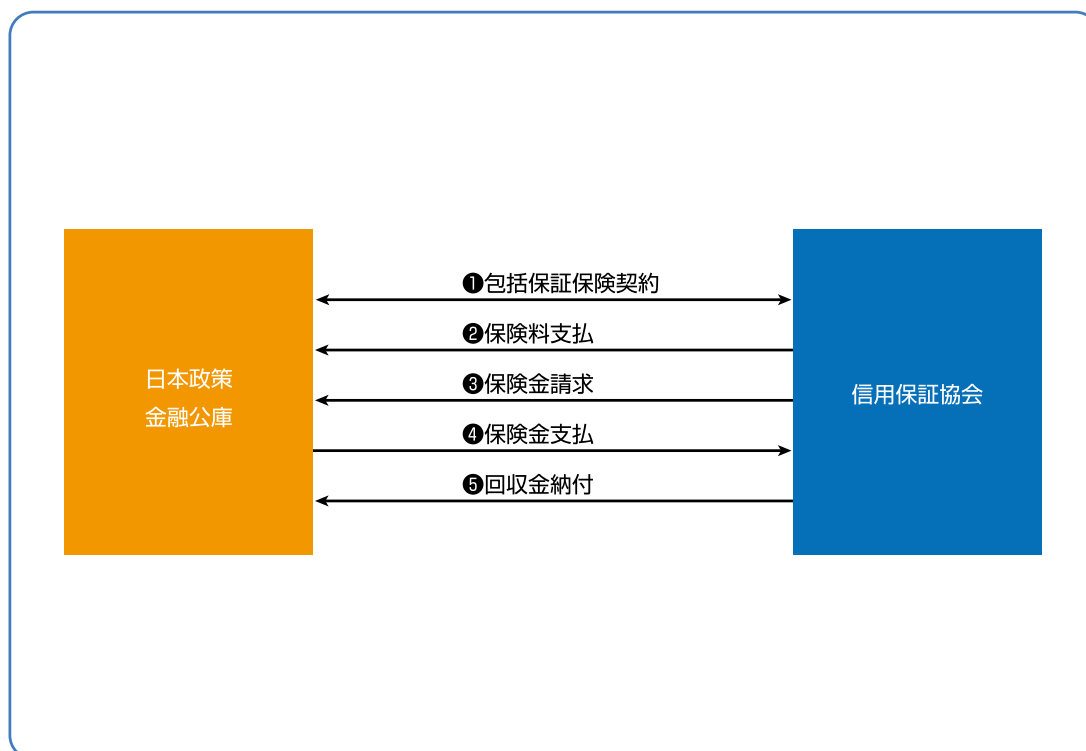 ❶包括保証保険契約
❷保険料支払
❸保険金請求
❹保険金支払
❺回収金納付
日本政策
金融公庫
信用保証協会